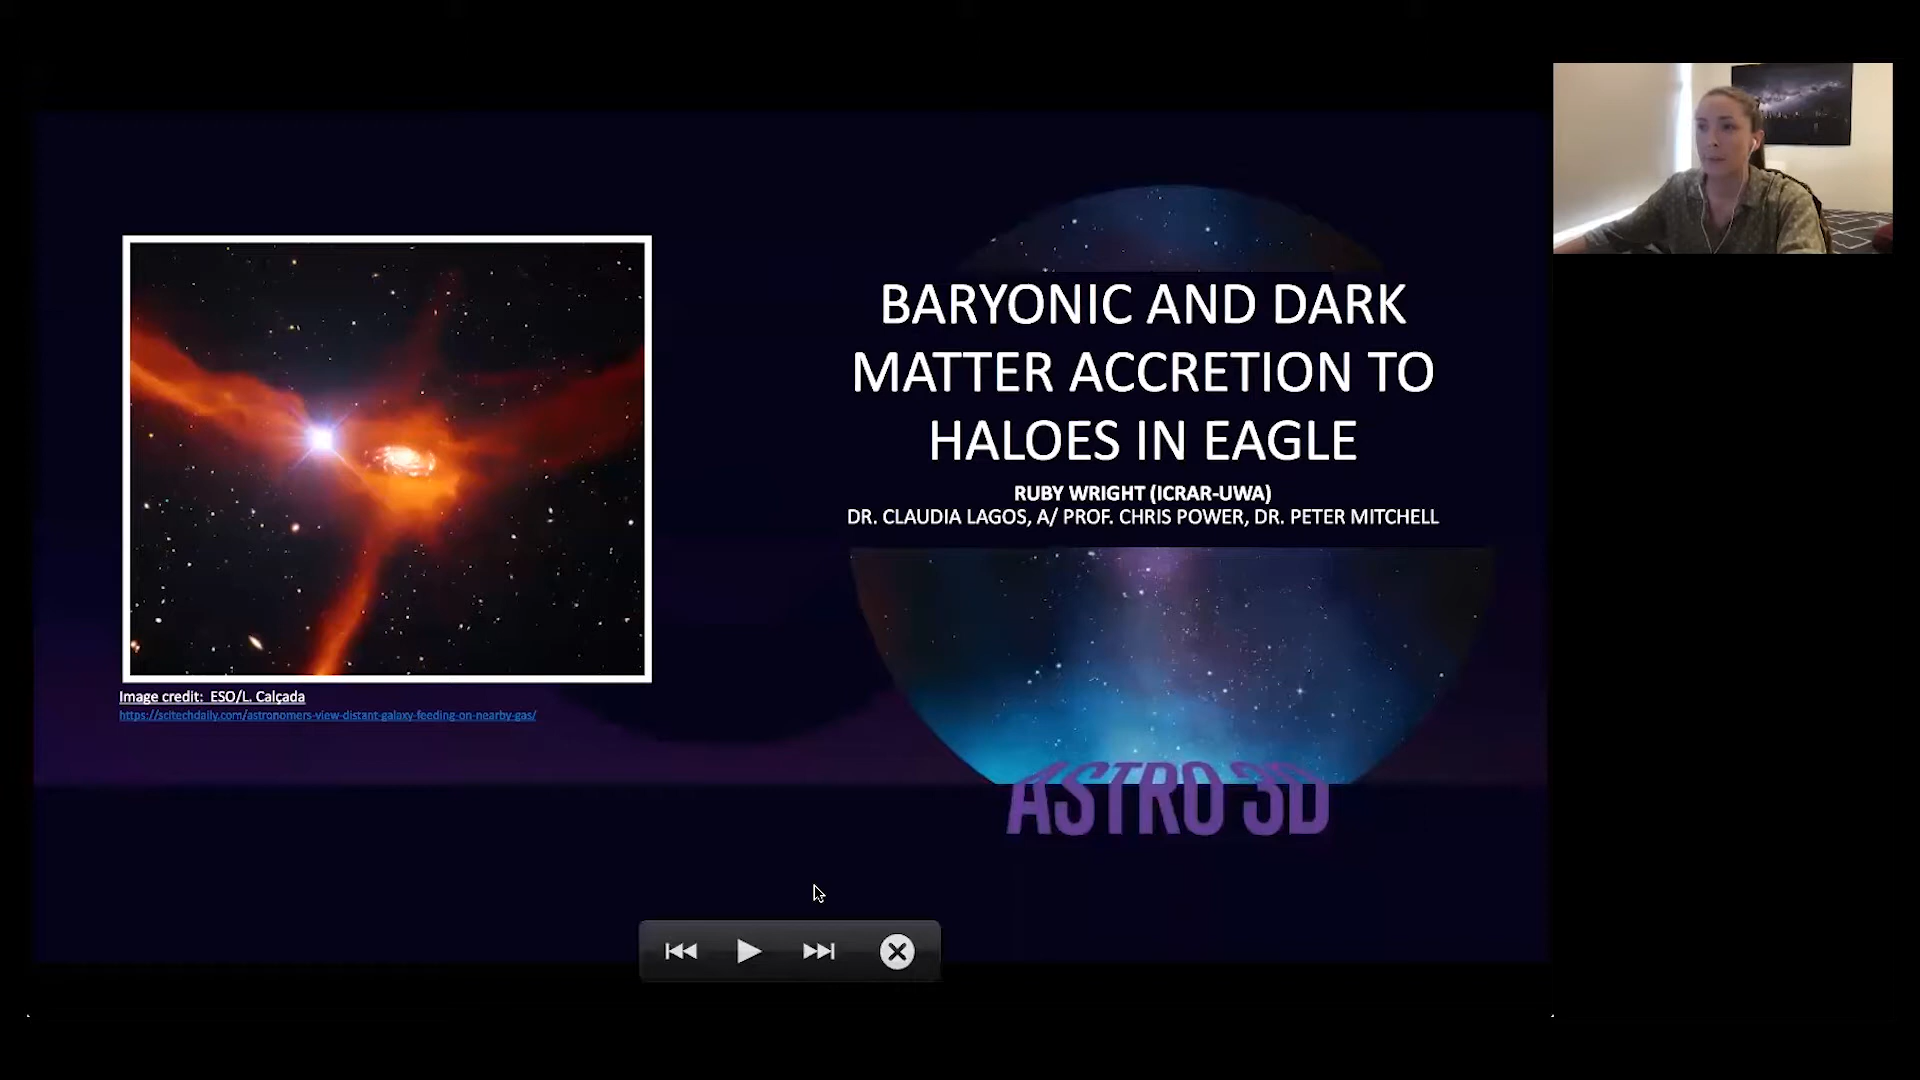 BARYONIC AND DARK
MATTER ACCRETION TO
HALOES IN EAGLE
RUBY WRIGHT (ICRAR-UWA)
DR. CLAUDIA LAGOS, A/ PROF. CHRIS POWER, DR. PETER MITCHELL
Image credit: ESO/L. Calçada
https://scitechdaily.com/astronomers-view-distant-galaxy-feeding-on-nearby-gas/
ASTRO 3D